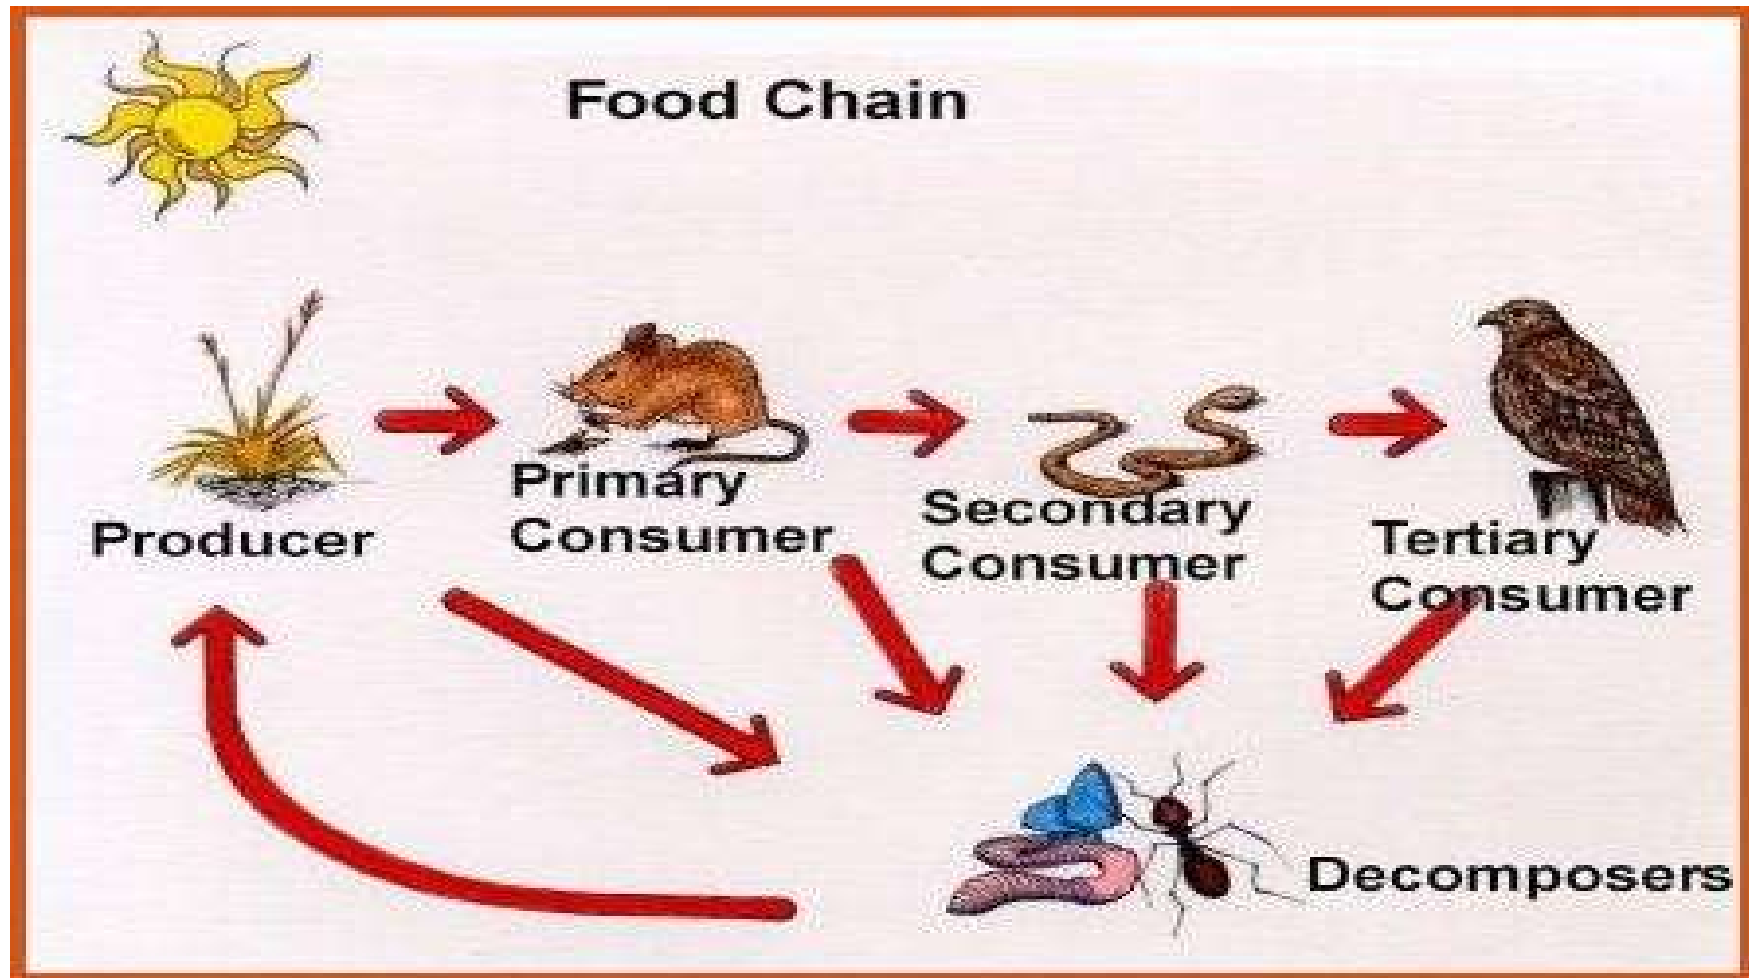 Food Chain
Producer
Primary
Consumer
Secondary
Consumer
Tertiary
Consumer
Decomposers